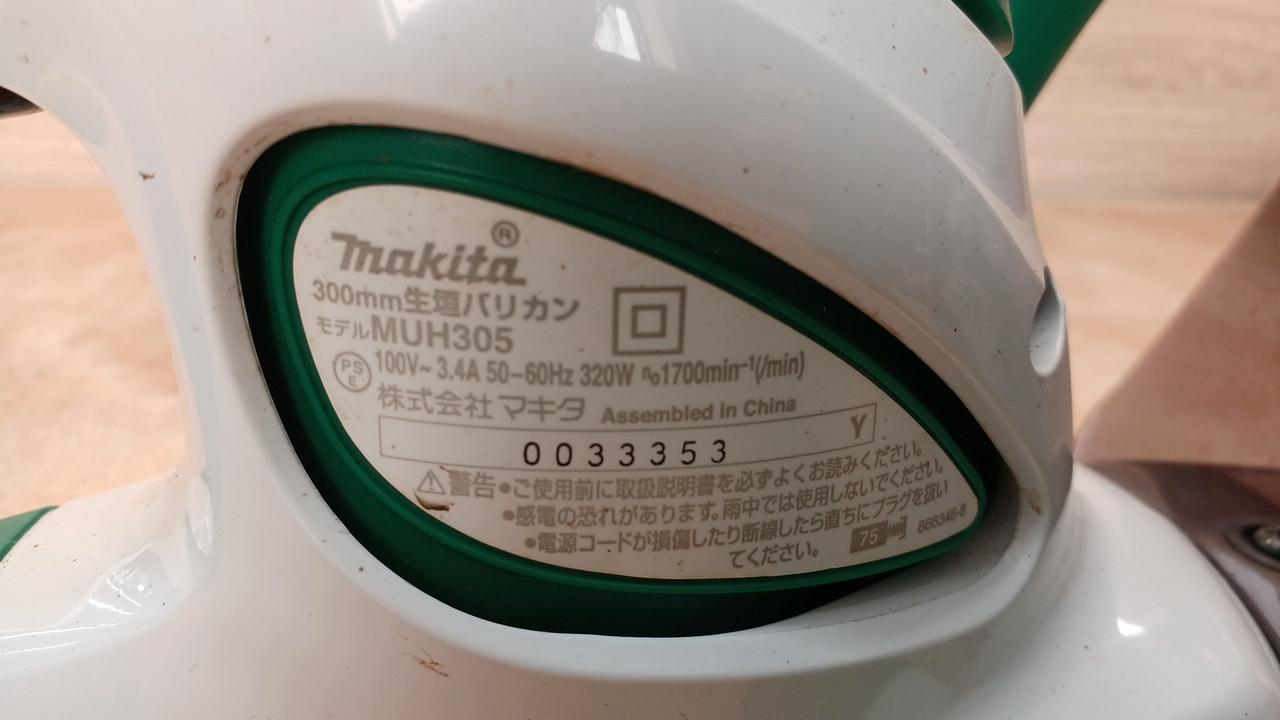 makita®
300mm生垣バリカン
モデルMUH305
PSE 100V~ 3.4A 50-60Hz 320W n₀1700min⁻¹(/min)
株式会社 マキタ Assembled in China
0033353 Y
⚠警告●ご使用前に取扱説明書を必ずよくお読みください。
●感電の恐れがあります。雨中では使用しないでください。
●電源コードが損傷したり断線したら直ちにプラグを抜い
てください。
75
866348-8